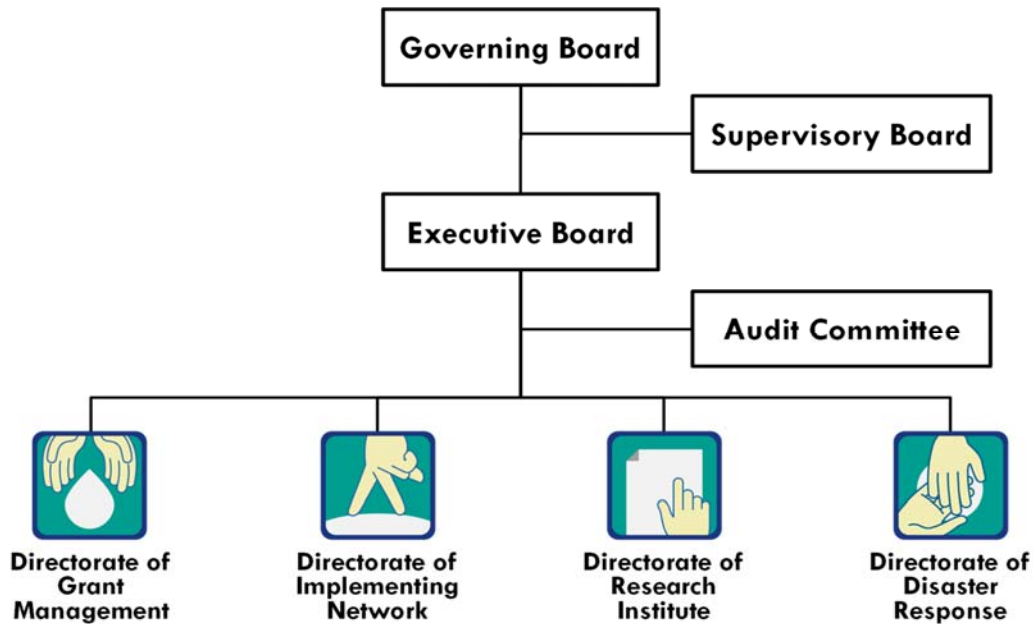 Governing Board
Supervisory Board
Executive Board
Audit Committee
Directorate of
Grant
Management
Directorate of
Implementing
Network
Directorate of
Research
Institute
Directorate of
Disaster
Response